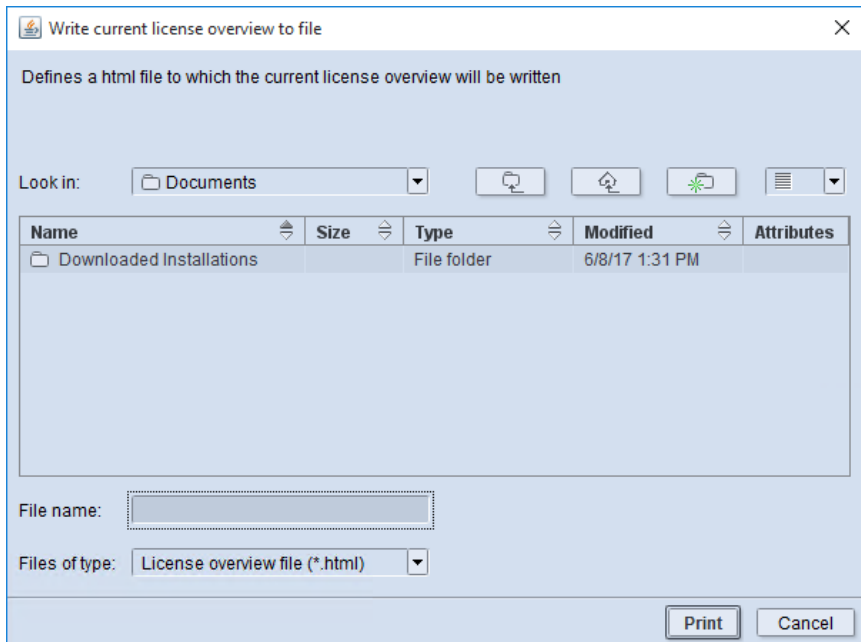 Write current license overview to file
Defines a html file to which the current license overview will be written
Look in: Documents
Name Size Type Modified Attributes
Downloaded Installations File folder 6/8/17 1:31 PM
File name:
Files of type: License overview file (*.html)
Print Cancel